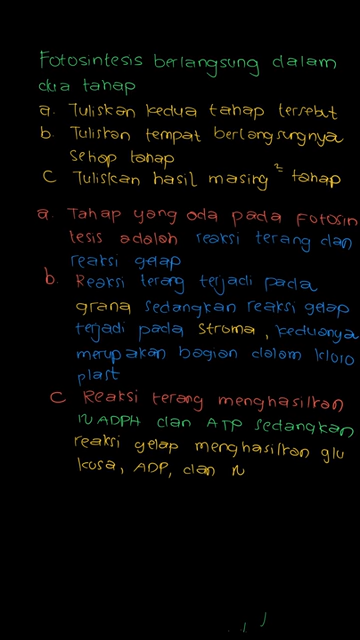 Fotosintesis berlangsung dalam
dua tahap
a. Tuliskan kedua tahap tersebut
b. Tuliskan tempat berlangsungnya
setiap tahap
c Tuliskan hasil masing² tahap
a. Tahap yang ada pada fotosin
tesis adalah reaksi terang dan
reaksi gelap
b. Reaksi terang terjadi pada
grana sedangkan reaksi gelap
terjadi pada stroma, keduanya
merupakan bagian dalam kloro
plast
c Reaksi terang menghasilkan
NADPH dan ATP sedangkan
reaksi gelap menghasilkan glu
kosa, ADP, dan N